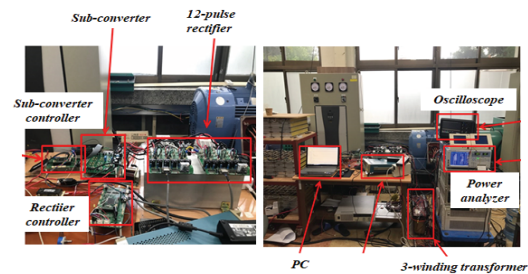 Sub-converter
12-pulse
rectifier
Sub-converter
controller
Rectiier
controller
Oscilloscope
Power
analyzer
PC
3-winding transformer